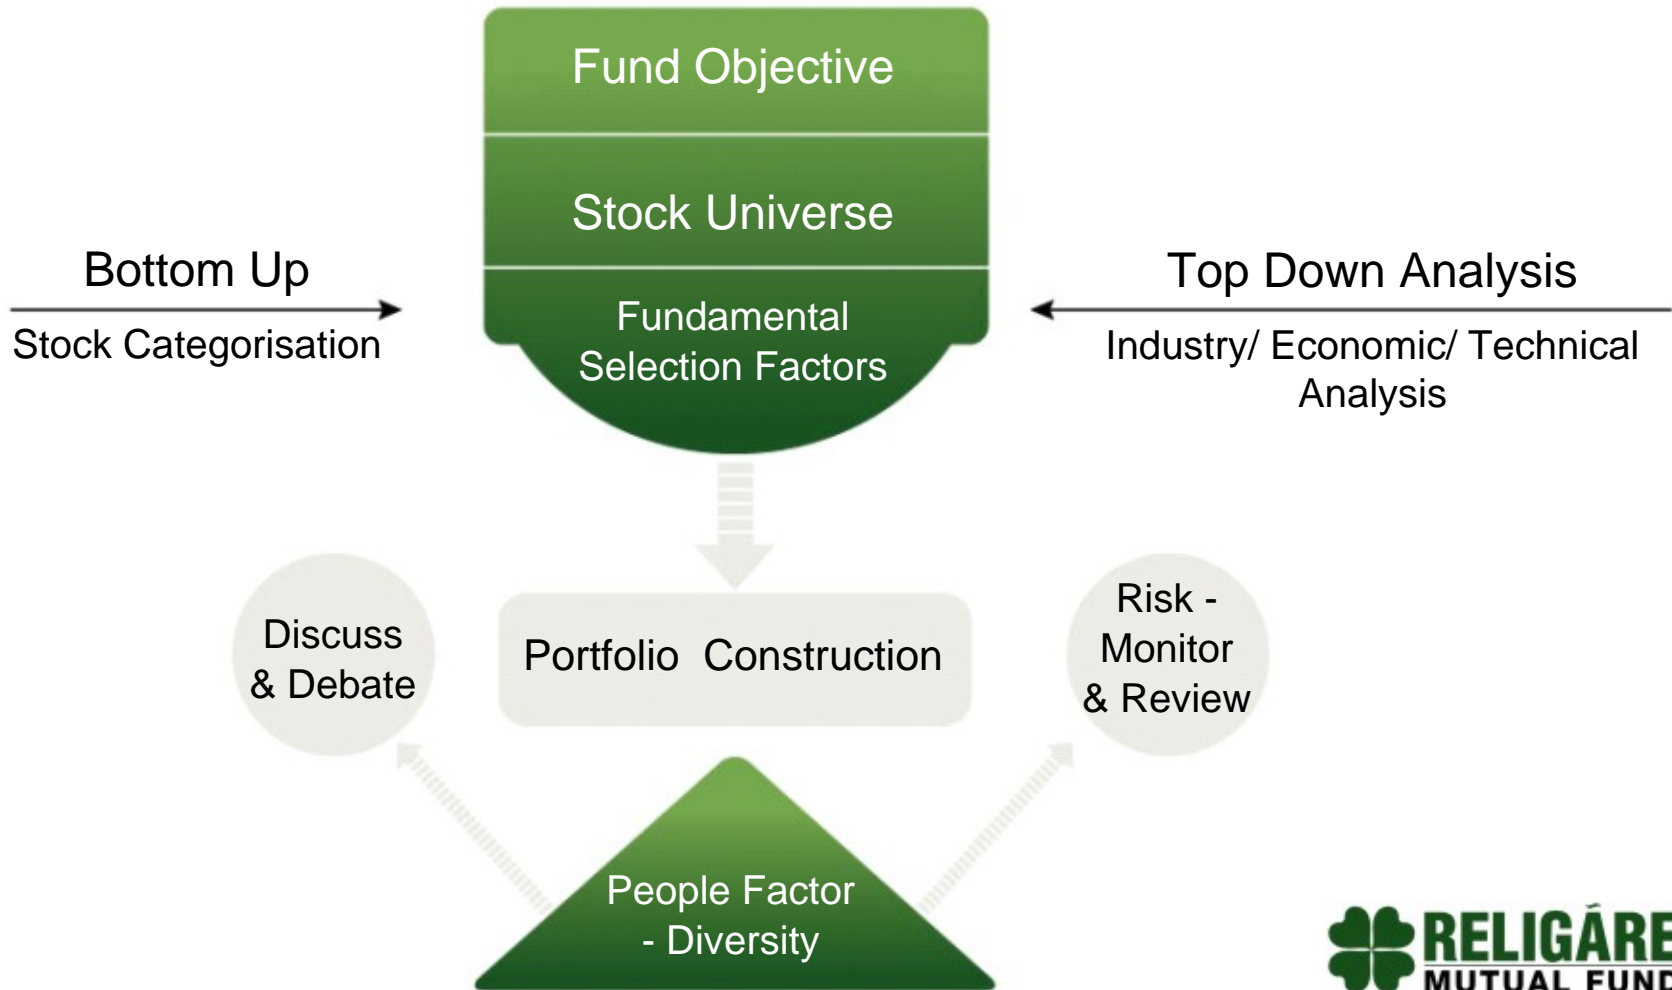 Fund Objective
Stock Universe
Fundamental
Selection Factors
Bottom Up
Stock Categorisation
Top Down Analysis
Industry/ Economic/ Technical
Analysis
Discuss
& Debate
Portfolio Construction
Risk -
Monitor
& Review
People Factor
- Diversity
RELIGÁRE
MUTUAL FUND